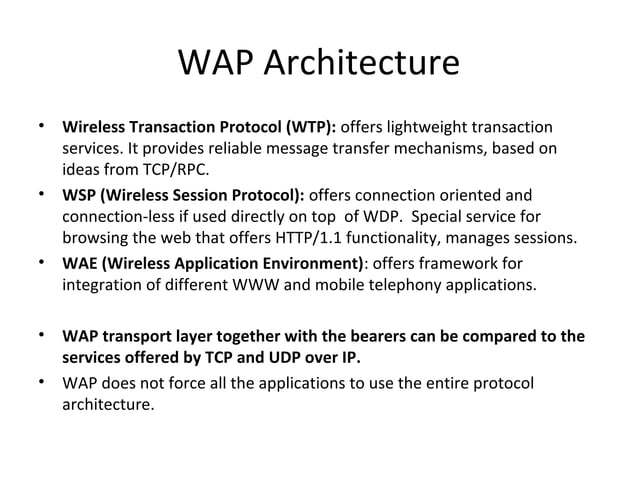 WAP Architecture
• Wireless Transaction Protocol (WTP): offers lightweight transaction
services. It provides reliable message transfer mechanisms, based on
ideas from TCP/RPC.
• WSP (Wireless Session Protocol): offers connection oriented and
connection-less if used directly on top of WDP. Special service for
browsing the web that offers HTTP/1.1 functionality, manages sessions.
• WAE (Wireless Application Environment): offers framework for
integration of different WWW and mobile telephony applications.
• WAP transport layer together with the bearers can be compared to the
services offered by TCP and UDP over IP.
• WAP does not force all the applications to use the entire protocol
architecture.